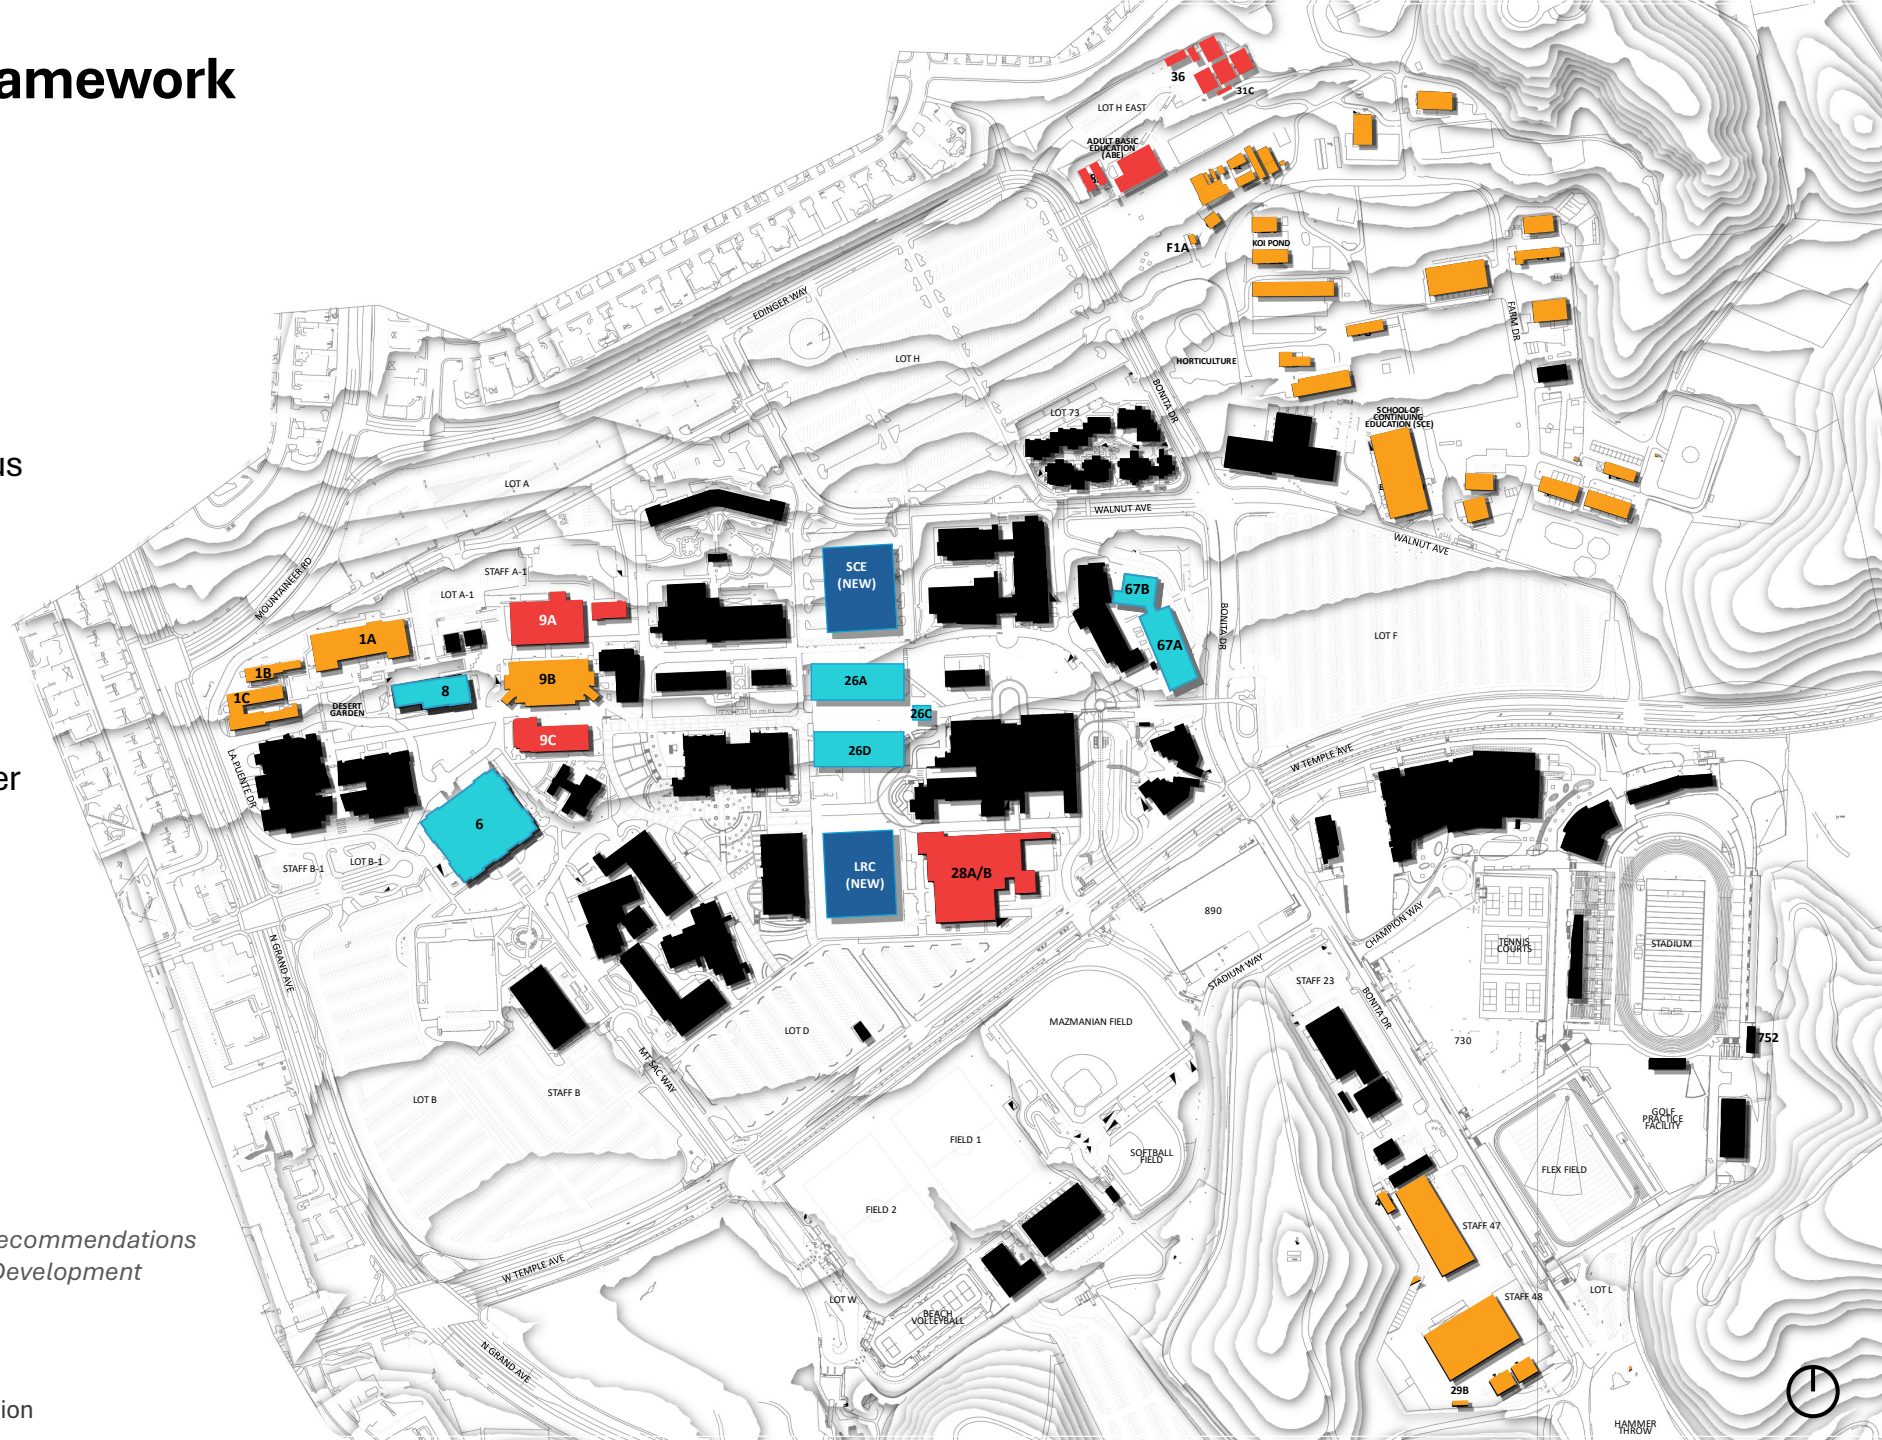 amework
us
er
ecommendations
Development
ion
36
31C
LOT H EAST
ADULT BASIC
EDUCATION
(ABE)
F1A
KOI POND
EDINGER WAY
FARM DR
LOT H
HORTICULTURE
BONITA DR
LOT 73
SCHOOL OF
CONTINUING
EDUCATION (SCE)
LOT A
WALNUT AVE
WALNUT AVE
MOUNTAINEER RD
STAFF A-1
LOT A-1
SCE
(NEW)
67B
9A
BONITA DR
LOT F
1A
67A
1B
9B
26A
1C
8
DESERT
GARDEN
26C
9C
26D
W TEMPLE AVE
LA PUENTE DR
6
LOT B-1
STAFF B-1
LRC
(NEW)
28A/B
890
CHAMPION WAY
TENNIS
COURTS
STADIUM
N GRAND AVE
STADIUM WAY
STAFF 23
BONITA DR
MAZMANIAN FIELD
LOT D
730
752
MT SAC WAY
STAFF B
LOT B
GOLF
PRACTICE
FACILITY
FIELD 1
SOFTBALL
FIELD
FLEX FIELD
FIELD 2
4
STAFF 47
W TEMPLE AVE
LOT W
STAFF 48
LOT L
BEACH
VOLLEYBALL
N GRAND AVE
29B
HAMMER
THROW